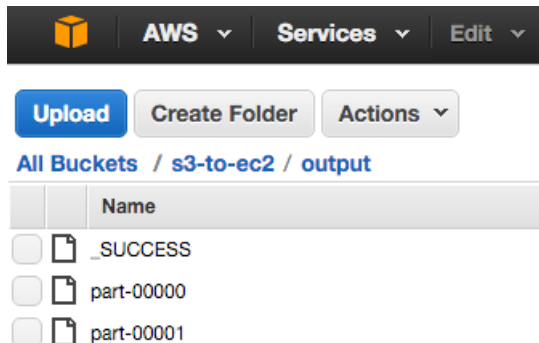 AWS Services Edit
Upload Create Folder Actions
All Buckets / s3-to-ec2 / output
Name
_SUCCESS
part-00000
part-00001